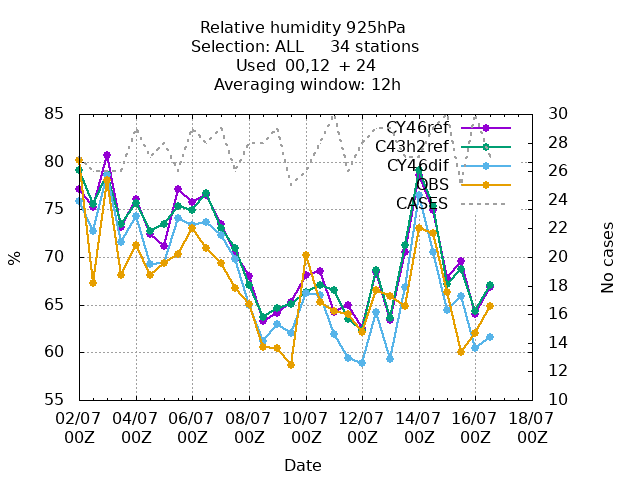 Relative humidity 925hPa
Selection: ALL 34 stations
Used 00,12 + 24
Averaging window: 12h
85
80
75
70
65
60
55
%
30
28
26
24
22
20
18
16
14
12
10
No cases
CY46ref
C43h2ref
CY46dif
OBS
CASES
02/07 04/07 06/07 08/07 10/07 12/07 14/07 16/07 18/07
00Z 00Z 00Z 00Z 00Z 00Z 00Z 00Z 00Z
Date